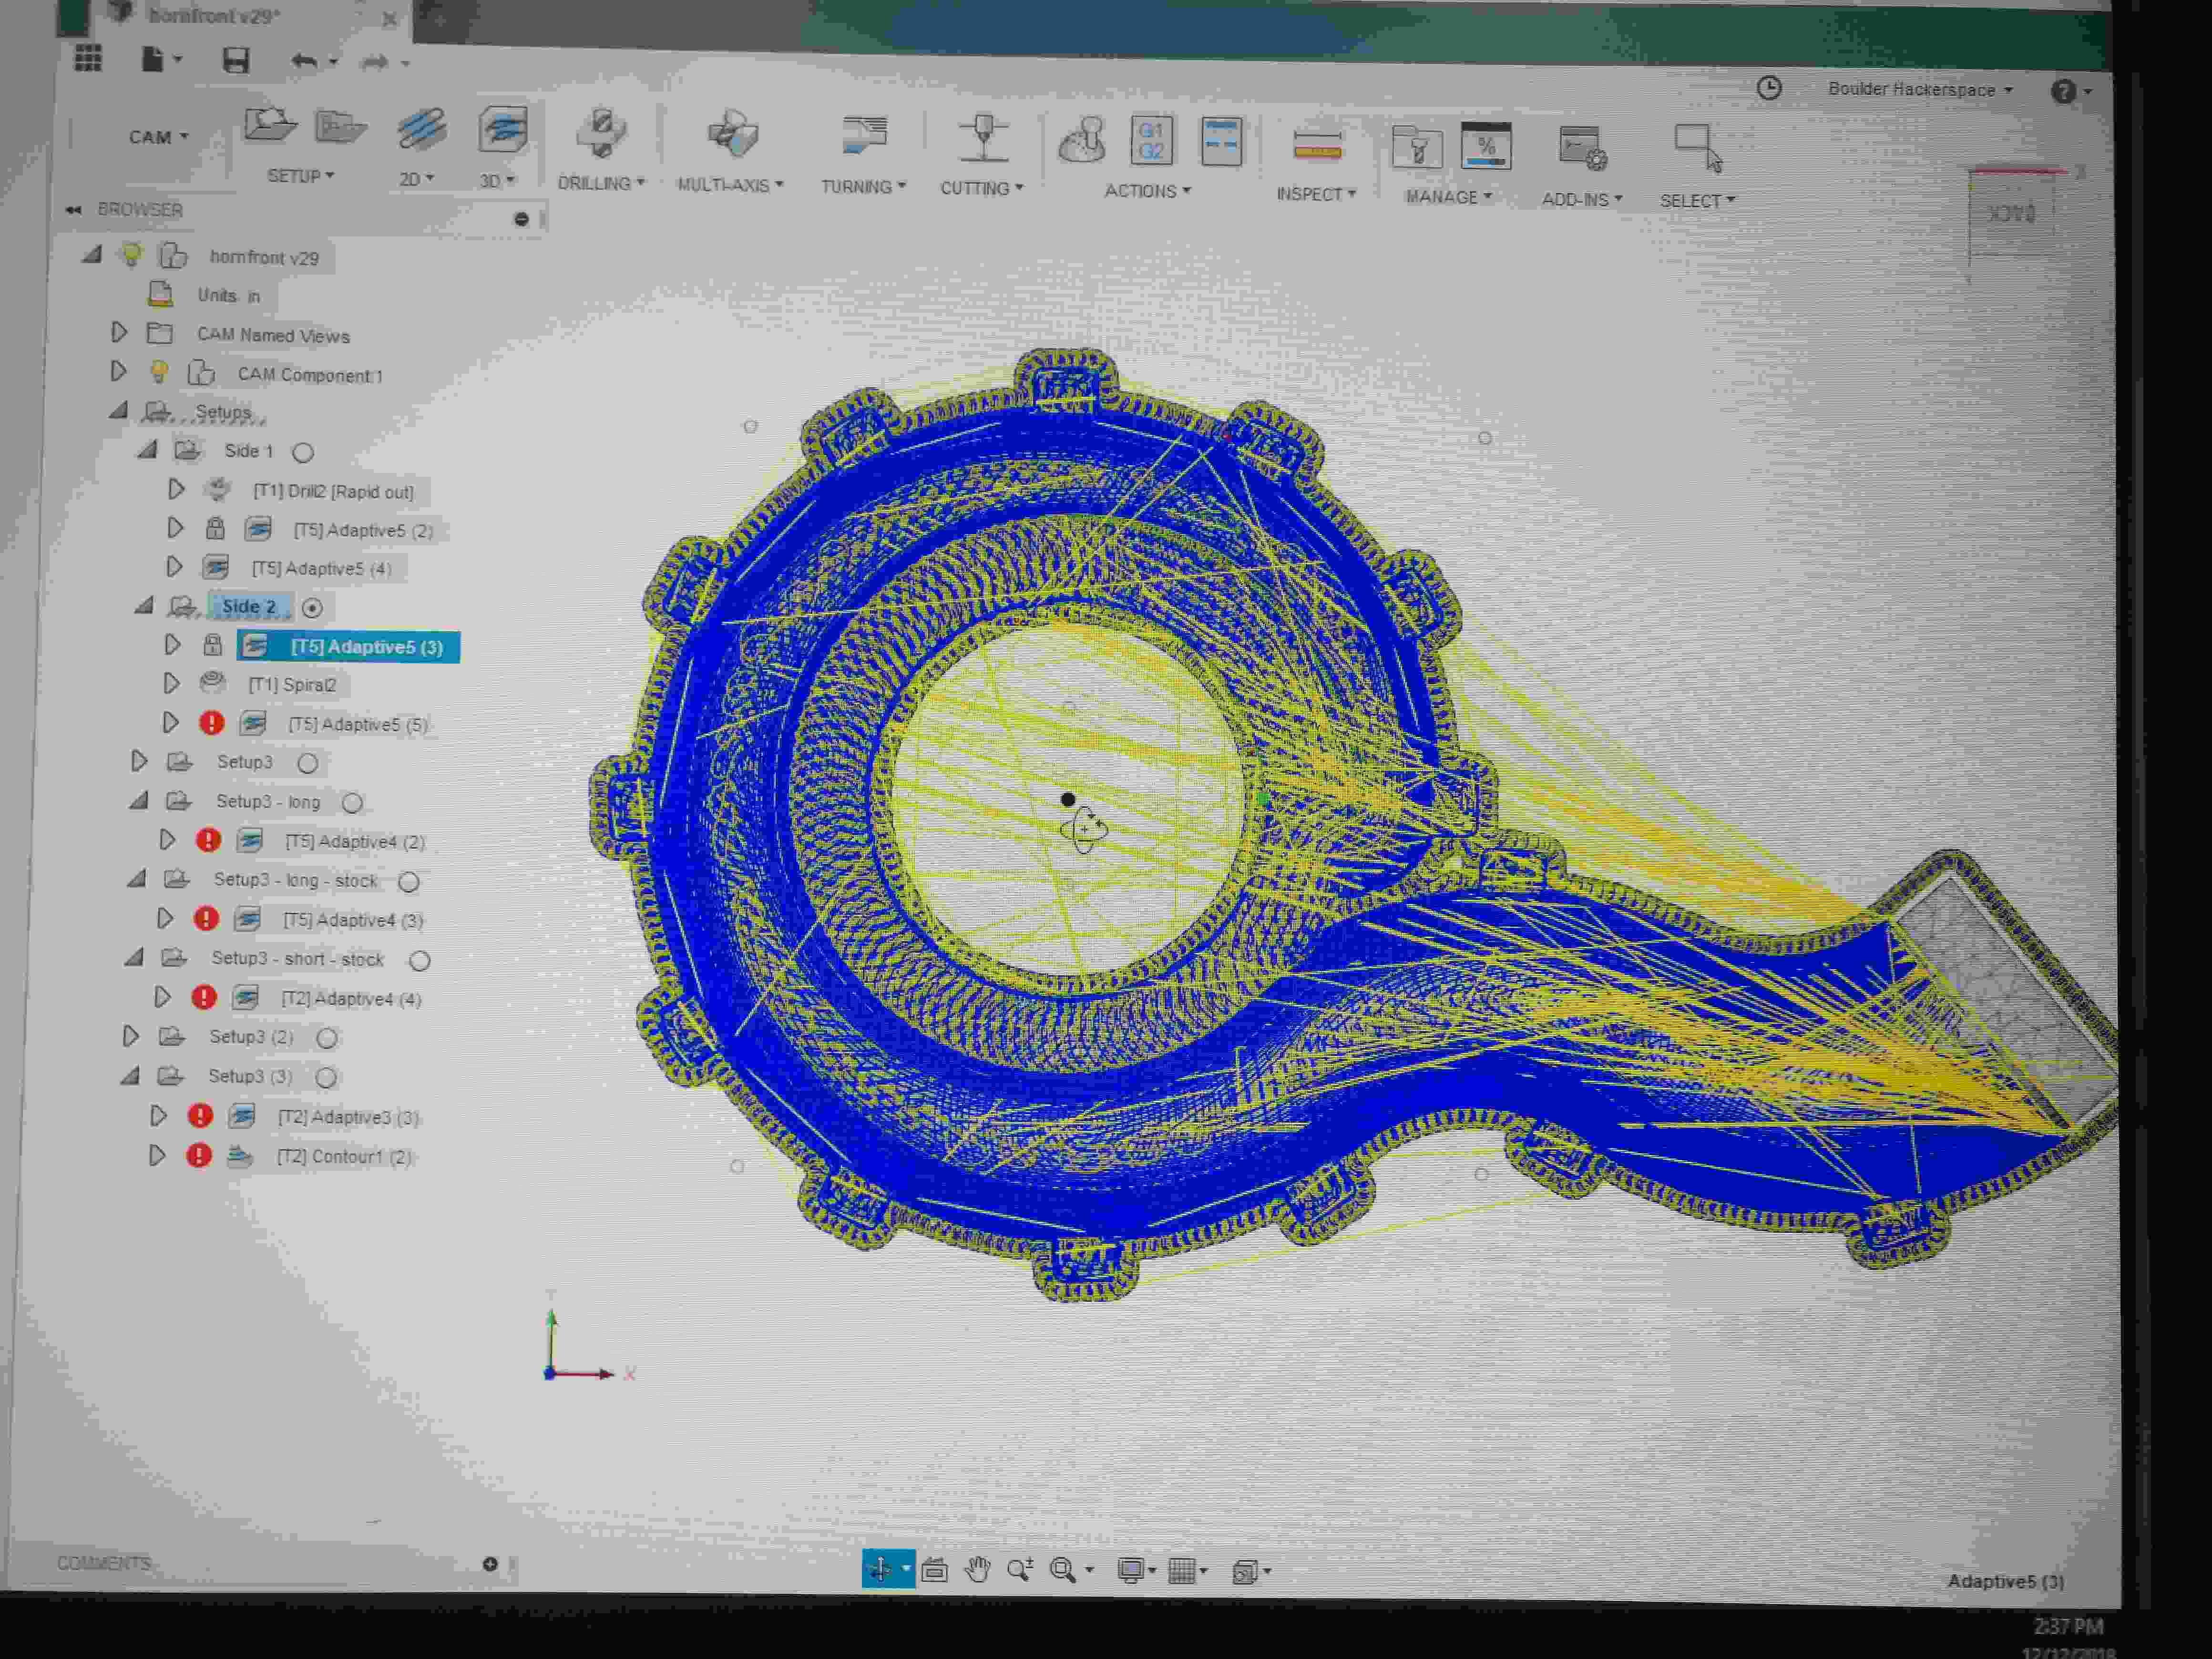 hornfront v29*
Boulder Hackerspace
?
CAM
SETUP
2D
3D
DRILLING
MULTI-AXIS
TURNING
CUTTING
G1
G2
ACTIONS
INSPECT
%
MANAGE
ADD-INS
SELECT
BACK
BROWSER
hornfront v29
Units in
CAM Named Views
CAM Component 1
Setups
Side 1
[T1] Drill2 [Rapid out]
[T5] Adaptive5 (2)
[T5] Adaptive5 (4)
Side 2
[T5] Adaptive5 (3)
[T1] Spiral2
[T5] Adaptive5 (5)
Setup3
Setup3 - long
[T5] Adaptive4 (2)
Setup3 - long - stock
[T5] Adaptive4 (3)
Setup3 - short - stock
[T2] Adaptive4 (4)
Setup3 (2)
Setup3 (3)
[T2] Adaptive3 (3)
[T2] Contour1 (2)
X
COMMENTS
Adaptive5 (3)
2:37 PM